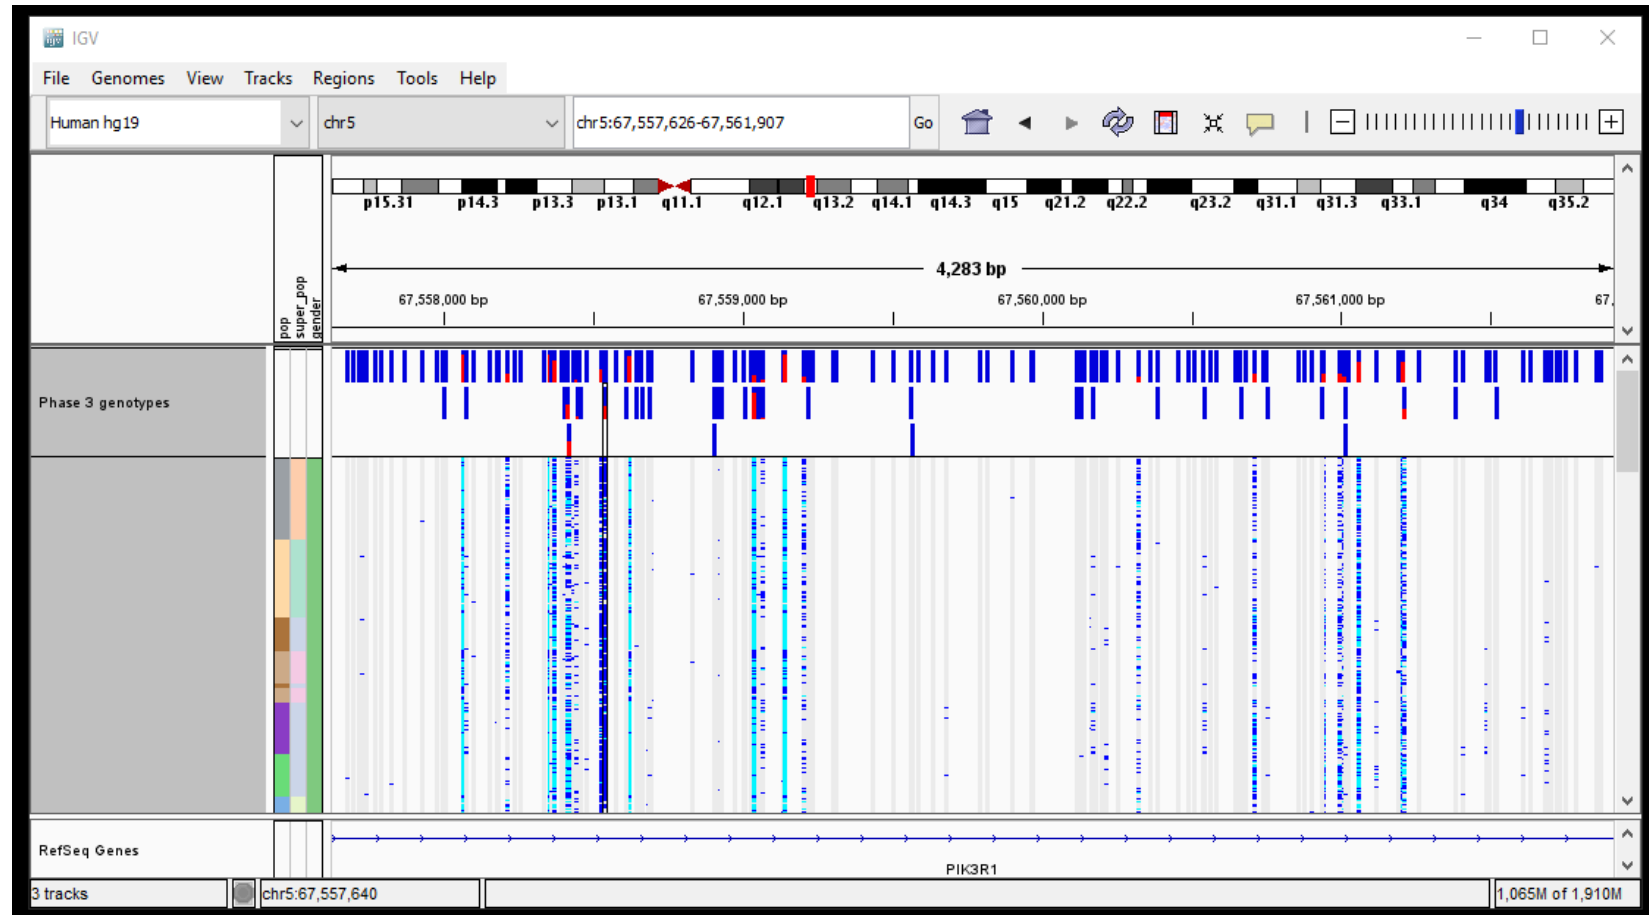 IGV
File Genomes View Tracks Regions Tools Help
Human hg19 chr5 chr5:67,557,626-67,561,907 Go
p15.31 p14.3 p13.3 p13.1 q11.1 q12.1 q13.2 q14.1 q14.3 q15 q21.2 q22.2 q23.2 q31.1 q31.3 q33.1 q34 q35.2
4,283 bp
67,558,000 bp 67,559,000 bp 67,560,000 bp 67,561,000 bp 67,
pop
super_pop
gender
Phase 3 genotypes
RefSeq Genes
PIK3R1
3 tracks chr5:67,557,640 1,065M of 1,910M